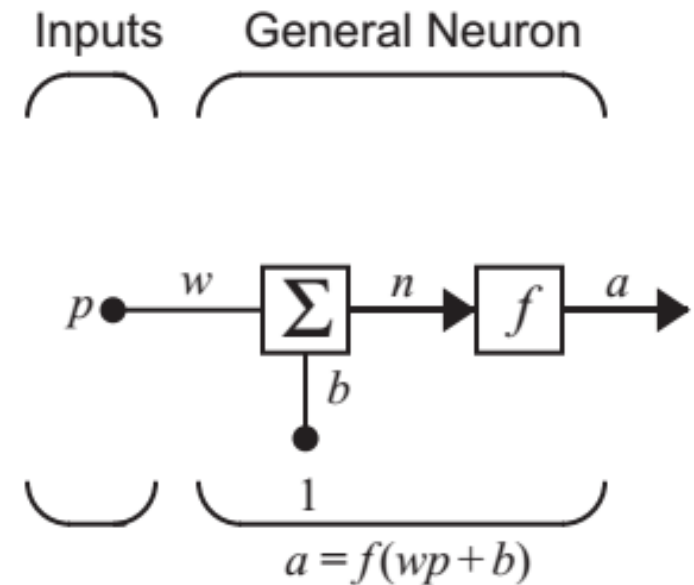 Inputs General Neuron
w n a
p Σ f
b
1
a = f(wp + b)